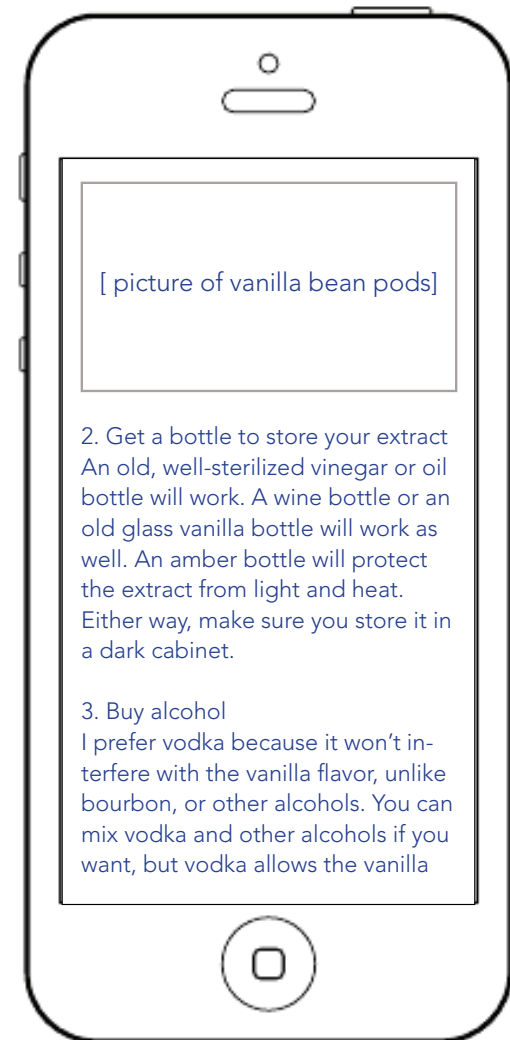 [ picture of vanilla bean pods]
2. Get a bottle to store your extract
An old, well-sterilized vinegar or oil
bottle will work. A wine bottle or an
old glass vanilla bottle will work as
well. An amber bottle will protect
the extract from light and heat.
Either way, make sure you store it in
a dark cabinet.
3. Buy alcohol
I prefer vodka because it won’t in-
terfere with the vanilla flavor, unlike
bourbon, or other alcohols. You can
mix vodka and other alcohols if you
want, but vodka allows the vanilla